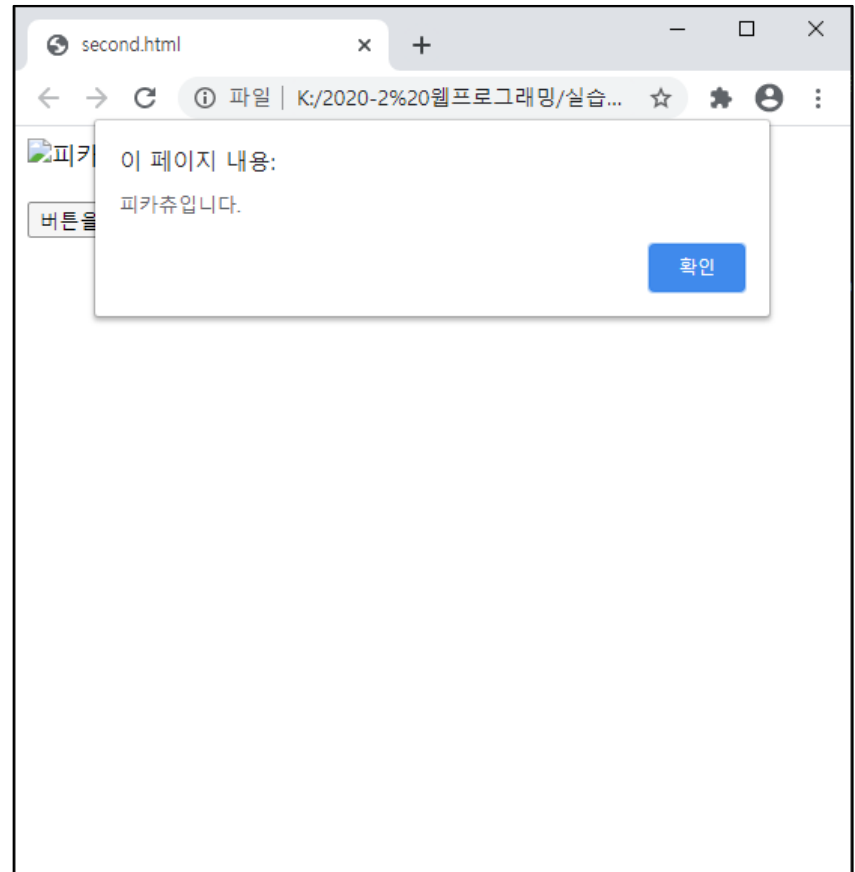 second.html
파일 | K:/2020-2%20웹프로그래밍/실습...
피카
이 페이지 내용:
피카츄입니다.
버튼을
확인